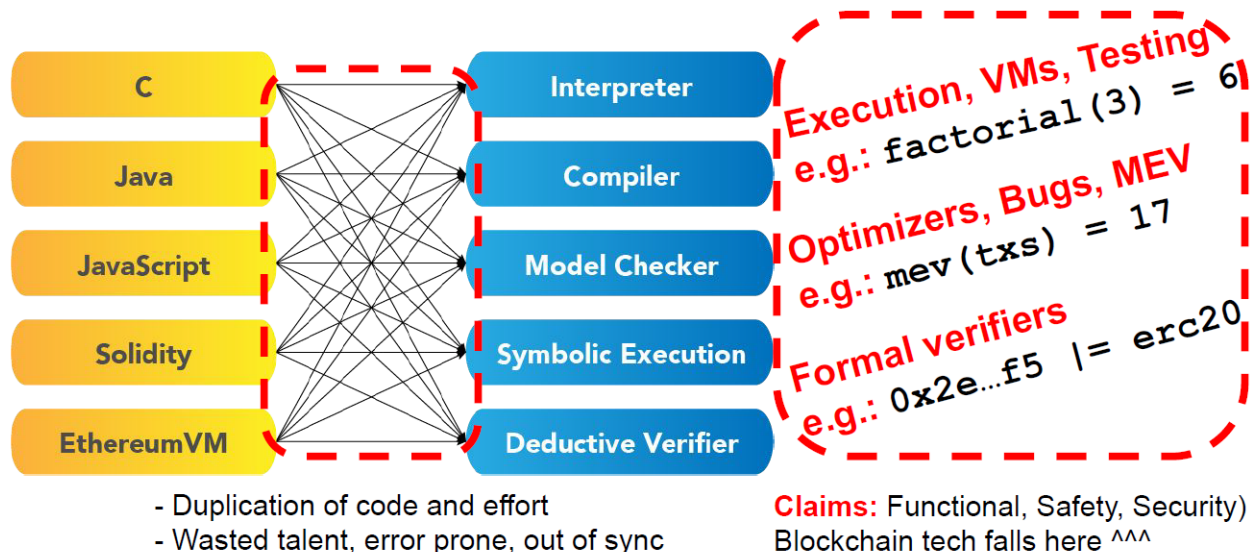 C
Java
JavaScript
Solidity
EthereumVM
Interpreter
Compiler
Model Checker
Symbolic Execution
Deductive Verifier
Execution, VMs, Testing
e.g.: factorial(3) = 6
Optimizers, Bugs, MEV
e.g.: mev(txs) = 17
Formal verifiers
e.g.: 0x2e…f5 |= erc20
- Duplication of code and effort
- Wasted talent, error prone, out of sync
Claims: Functional, Safety, Security)
Blockchain tech falls here ^^^